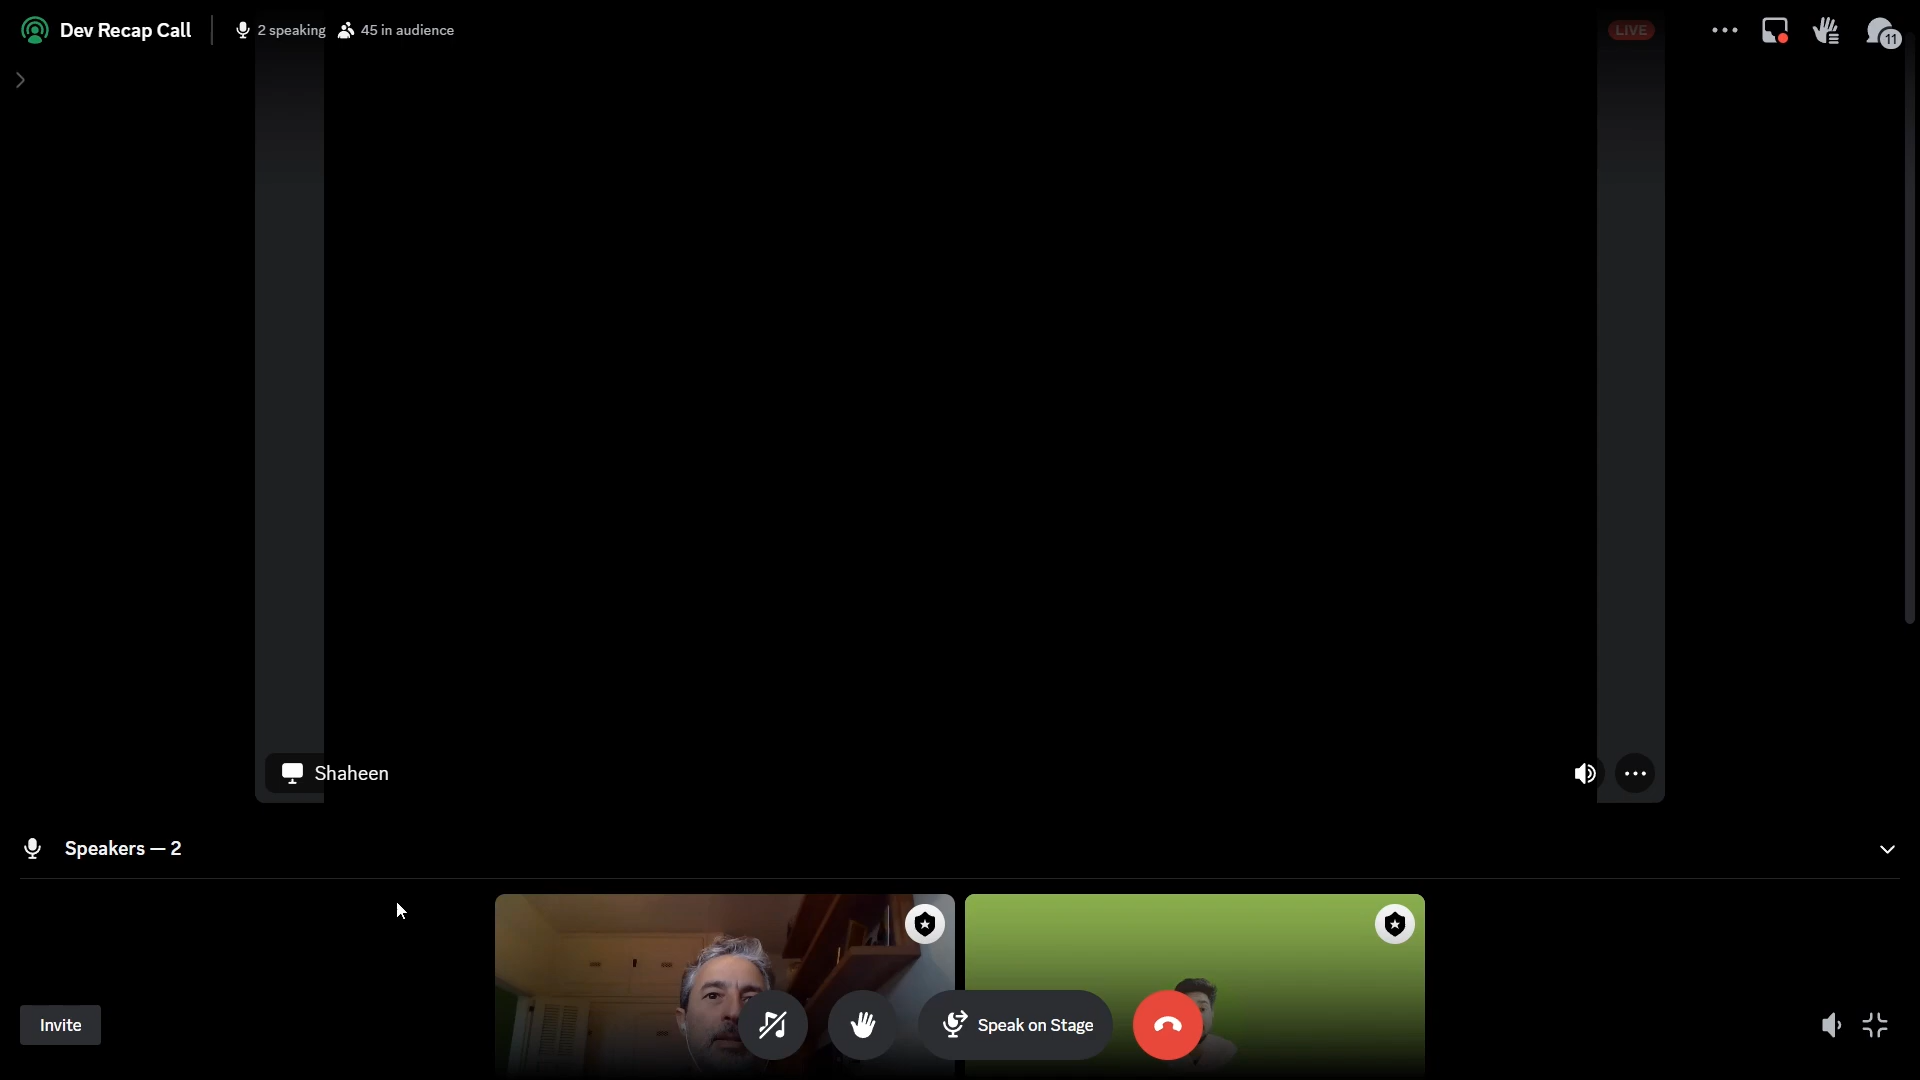 Dev Recap Call
2 speaking
45 in audience
LIVE
11
Shaheen
Speakers — 2
Invite
Speak on Stage